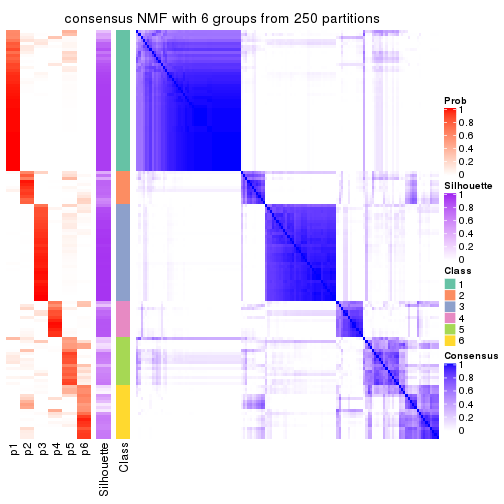 consensus NMF with 6 groups from 250 partitions
Prob
1
0.8
0.6
0.4
0.2
0
Silhouette
1
0.8
0.6
0.4
0.2
0
Class
1
2
3
4
5
6
Consensus
1
0.8
0.6
0.4
0.2
0
p1
p2
p3
p4
p5
p6
Silhouette
Class